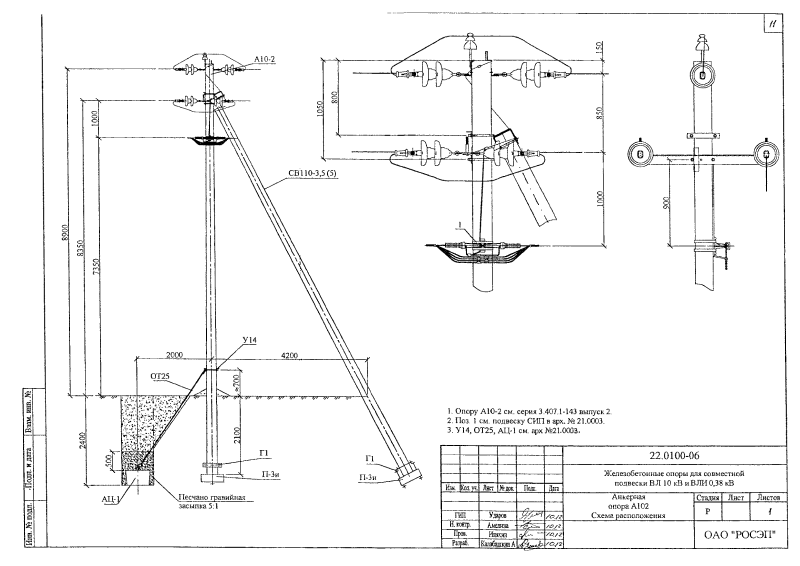 11
А10-2
СВ110-3,5 (5)
1000
8900
8350
7350
2000
4200
У14
ОТ25
≈700
2400
500
2100
Г1
П-3и
Г1
П-3и
АЦ-1
Песчано гравийная
засыпка 5:1
150
1050
800
850
1000
1
900
1. Опору А10-2 см. серия 3.407.1-143 выпуск 2.
2. Поз. 1 см. подвеску СИП в арх. № 21.0003.
3. У14, ОТ25, АЦ-1 см. арх №21.0003.
Взам. инв. №
Подп. и дата
Инв. № подл.
22.0100-06
Железобетонные опоры для совместной
подвески ВЛ 10 кВ и ВЛИ 0,38 кВ
Изм. Кол. уч. Лист № док. Подп. Дата
Анкерная
опора А102
Схема расположения
Стадия Лист Листов
Р 1
ГИП Ударов 10.12
Н. контр. Амелина 10.12
Пров. 10.12
Разраб. Калабашкин А 10.12
ОАО "РОСЭП"